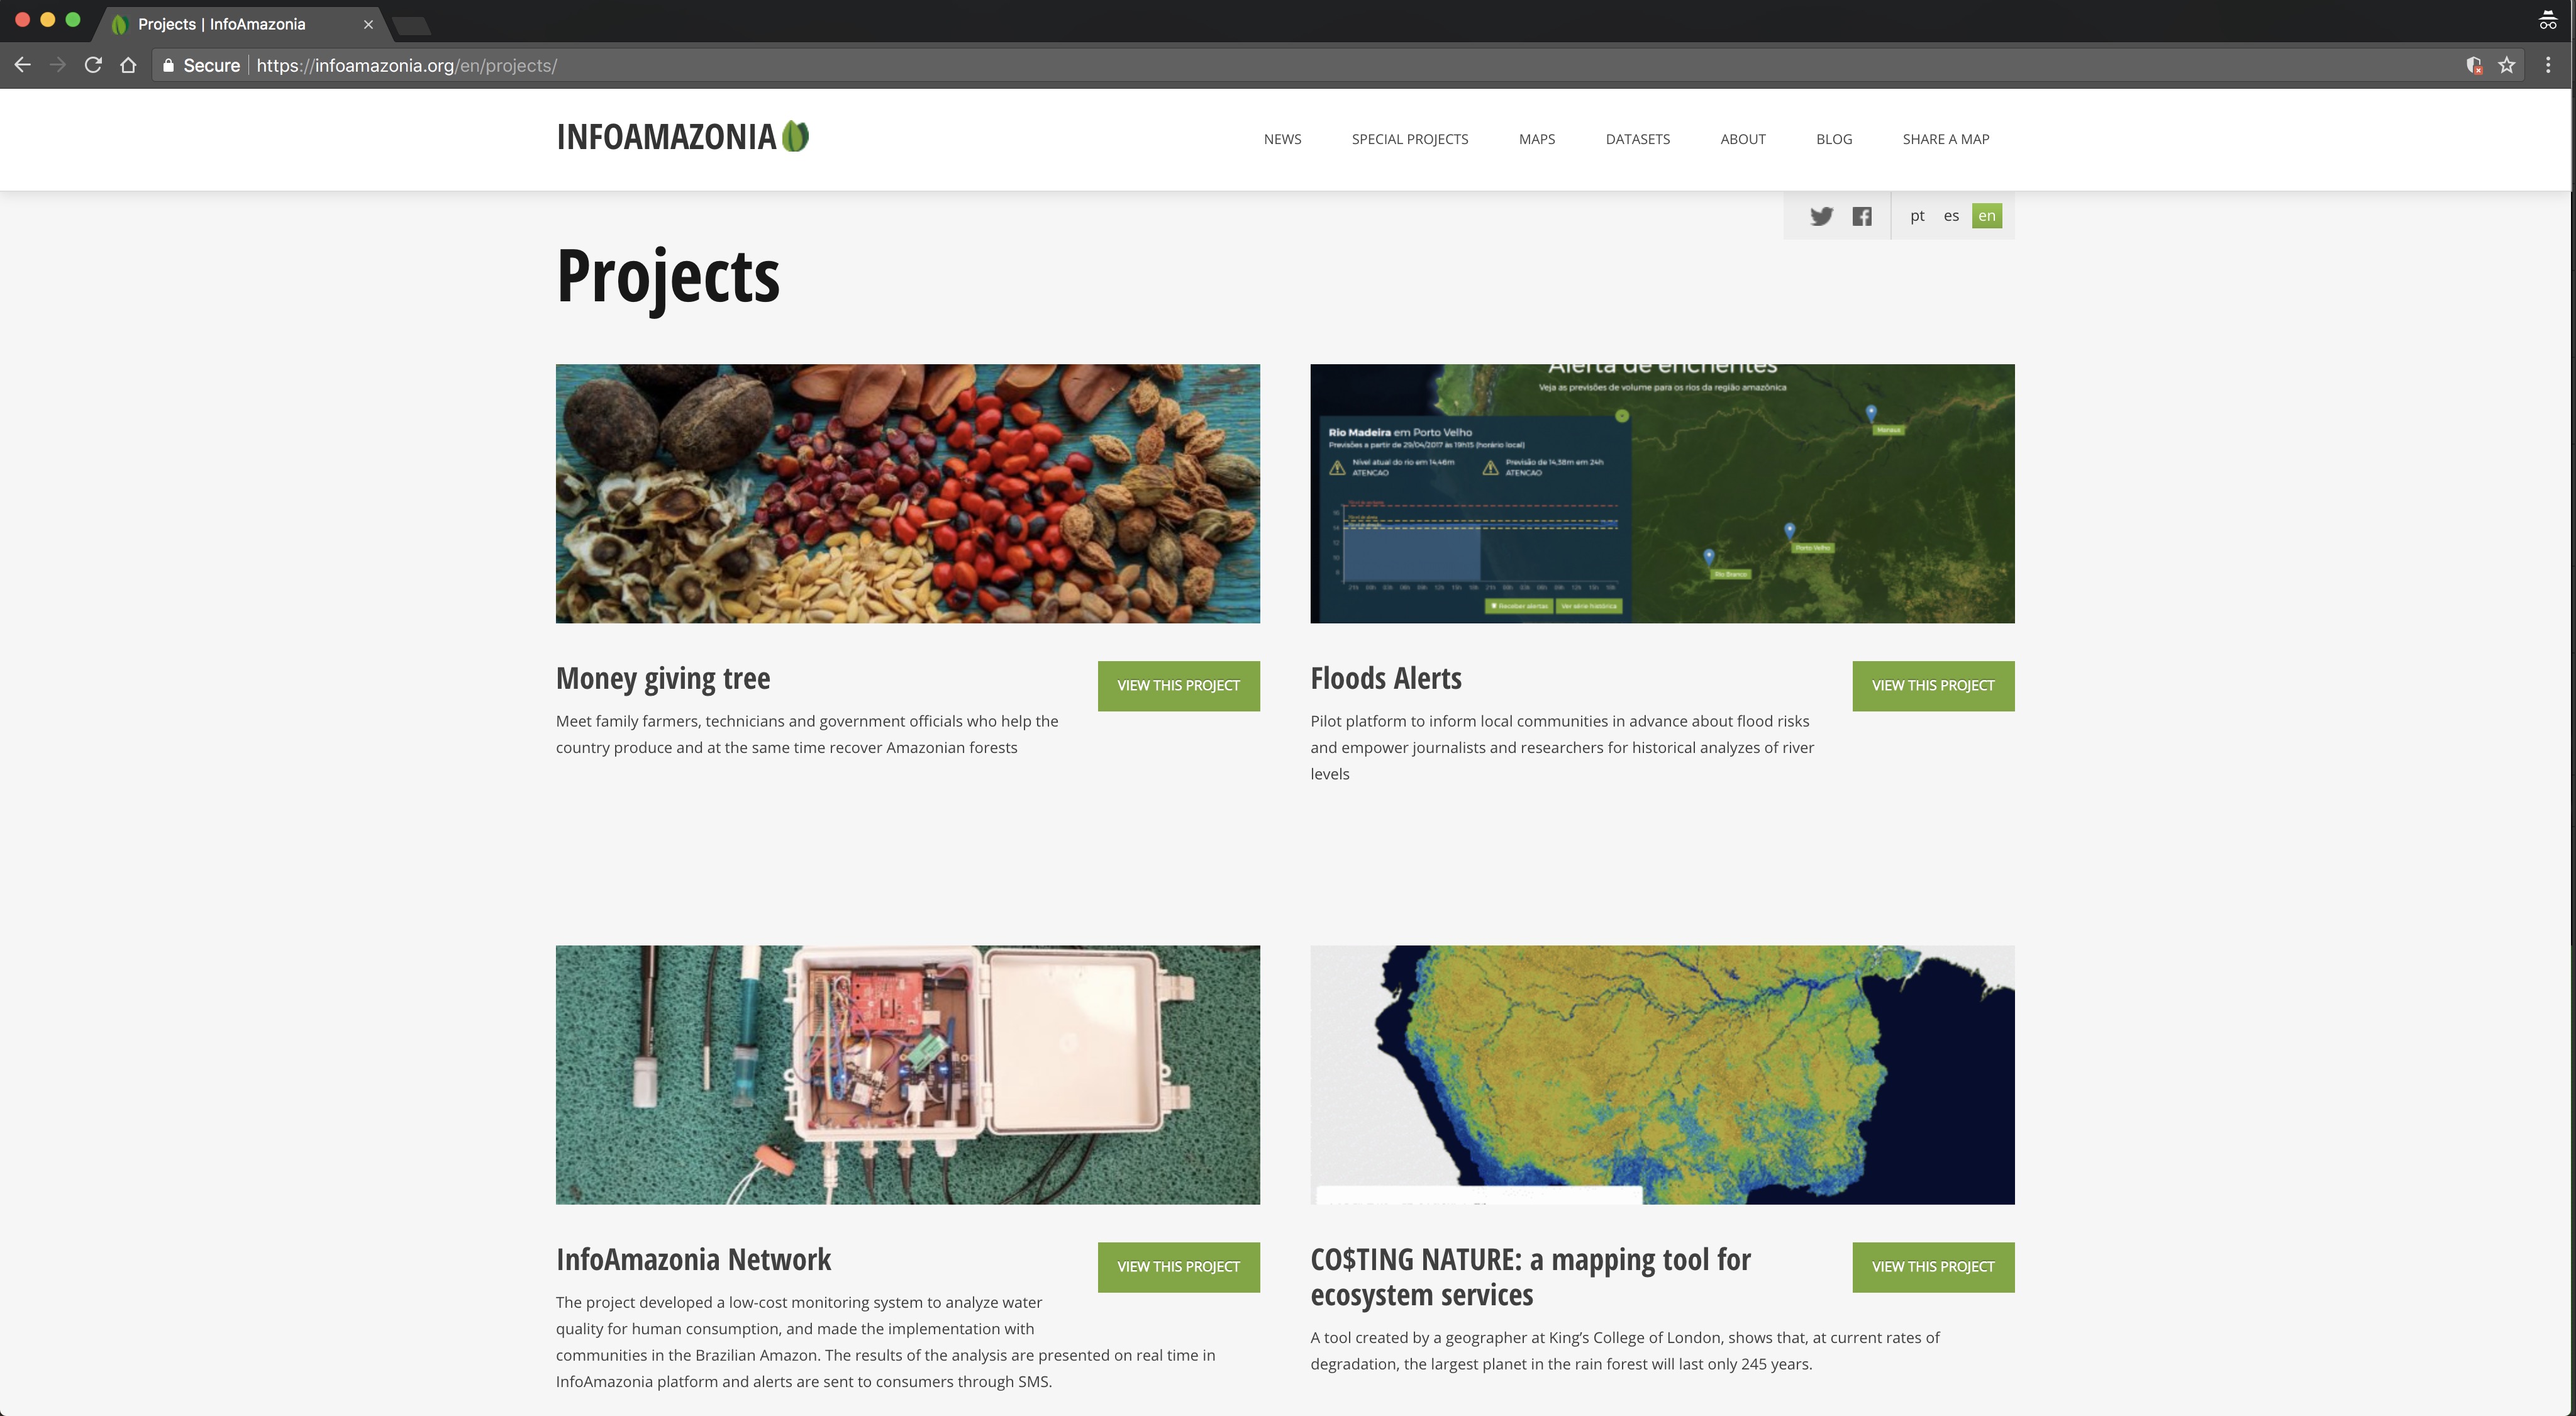 Projects | InfoAmazonia
Secure https://infoamazonia.org/en/projects/
INFOAMAZONIA
NEWS SPECIAL PROJECTS MAPS DATASETS ABOUT BLOG SHARE A MAP
pt es en
Projects
Alerta de enchentes
Veja as previsões de volume para os rios da região amazônica
Rio Madeira em Porto Velho
Previsões a partir de 29/04/2017 às 19h15 (horário local)
Nível atual do rio em 14,46m
ATENCAO
Previsão de 14,38m em 24h
ATENCAO
Manaus
Porto Velho
Rio Branco
Receber alertas
Ver série histórica
Money giving tree
VIEW THIS PROJECT
Meet family farmers, technicians and government officials who help the
country produce and at the same time recover Amazonian forests
Floods Alerts
VIEW THIS PROJECT
Pilot platform to inform local communities in advance about flood risks
and empower journalists and researchers for historical analyzes of river
levels
InfoAmazonia Network
VIEW THIS PROJECT
The project developed a low-cost monitoring system to analyze water
quality for human consumption, and made the implementation with
communities in the Brazilian Amazon. The results of the analysis are presented on real time in
InfoAmazonia platform and alerts are sent to consumers through SMS.
CO$TING NATURE: a mapping tool for
ecosystem services
VIEW THIS PROJECT
A tool created by a geographer at King’s College of London, shows that, at current rates of
degradation, the largest planet in the rain forest will last only 245 years.